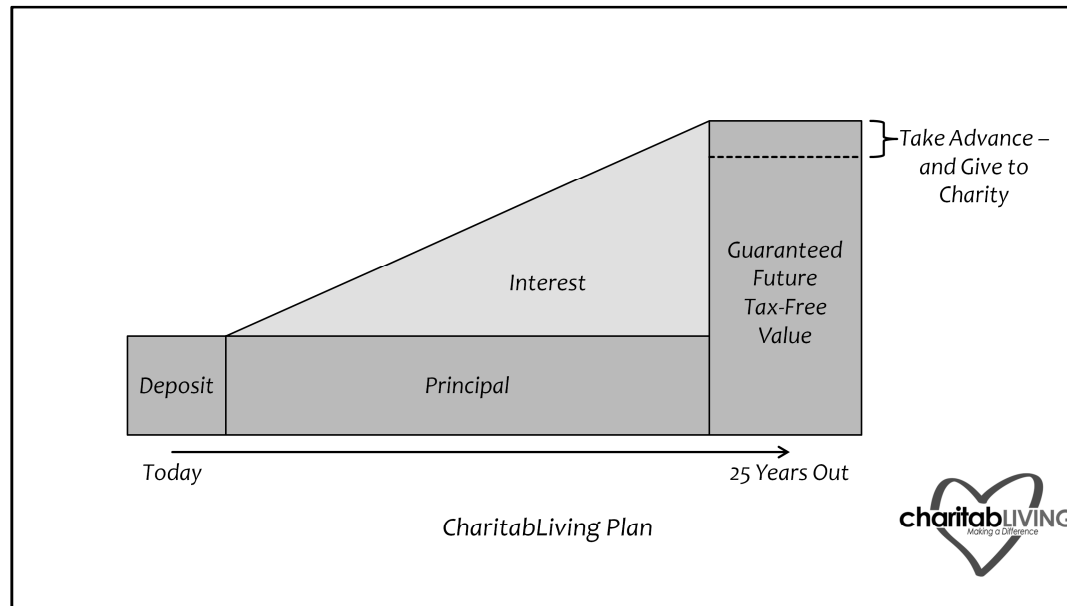 Take Advance –
and Give to
Charity
Guaranteed
Future
Tax-Free
Value
Interest
Deposit
Principal
Today
25 Years Out
CharitabLiving Plan
charitabLIVING
Making a Difference